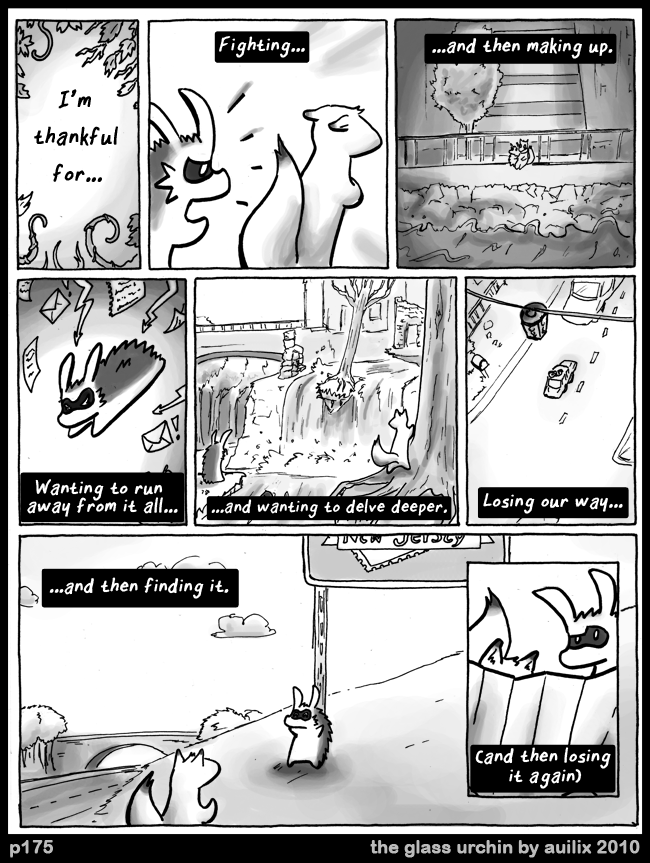 I'm
thankful
for...
Fighting...
...and then making up.
Wanting to run
away from it all...
...and wanting to delve deeper.
Losing our way...
...and then finding it.
New Jersey
(and then losing
it again)
p175
the glass urchin by auilix 2010